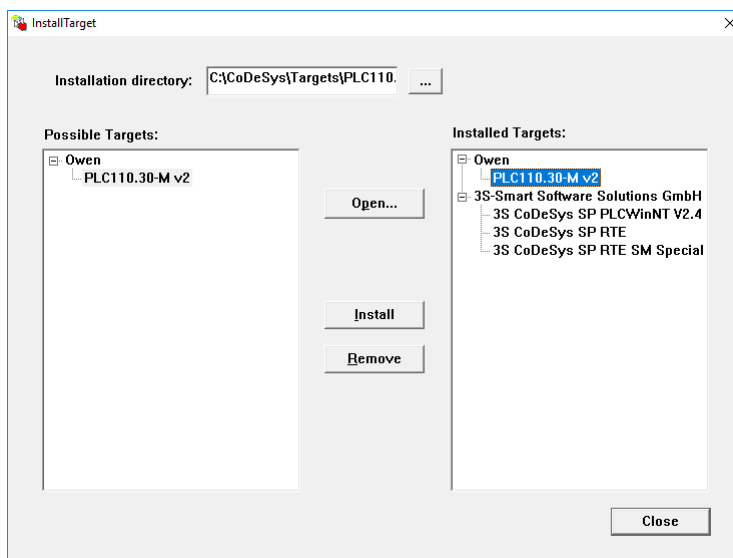 InstallTarget
Installation directory:
C:\CoDeSys\Targets\PLC110.
...
Possible Targets:
Owen
PLC110.30-M v2
Open...
Install
Remove
Installed Targets:
Owen
PLC110.30-M v2
3S-Smart Software Solutions GmbH
3S CoDeSys SP PLCWinNT V2.4
3S CoDeSys SP RTE
3S CoDeSys SP RTE SM Special
Close